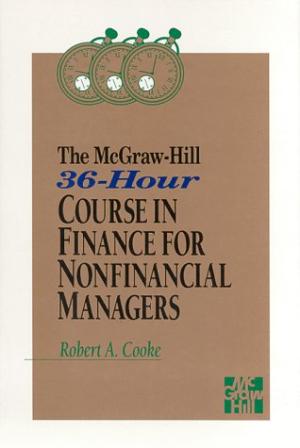 The McGraw-Hill
36-Hour
COURSE IN
FINANCE FOR
NONFINANCIAL
MANAGERS
Robert A. Cooke
Mc
Graw
Hill